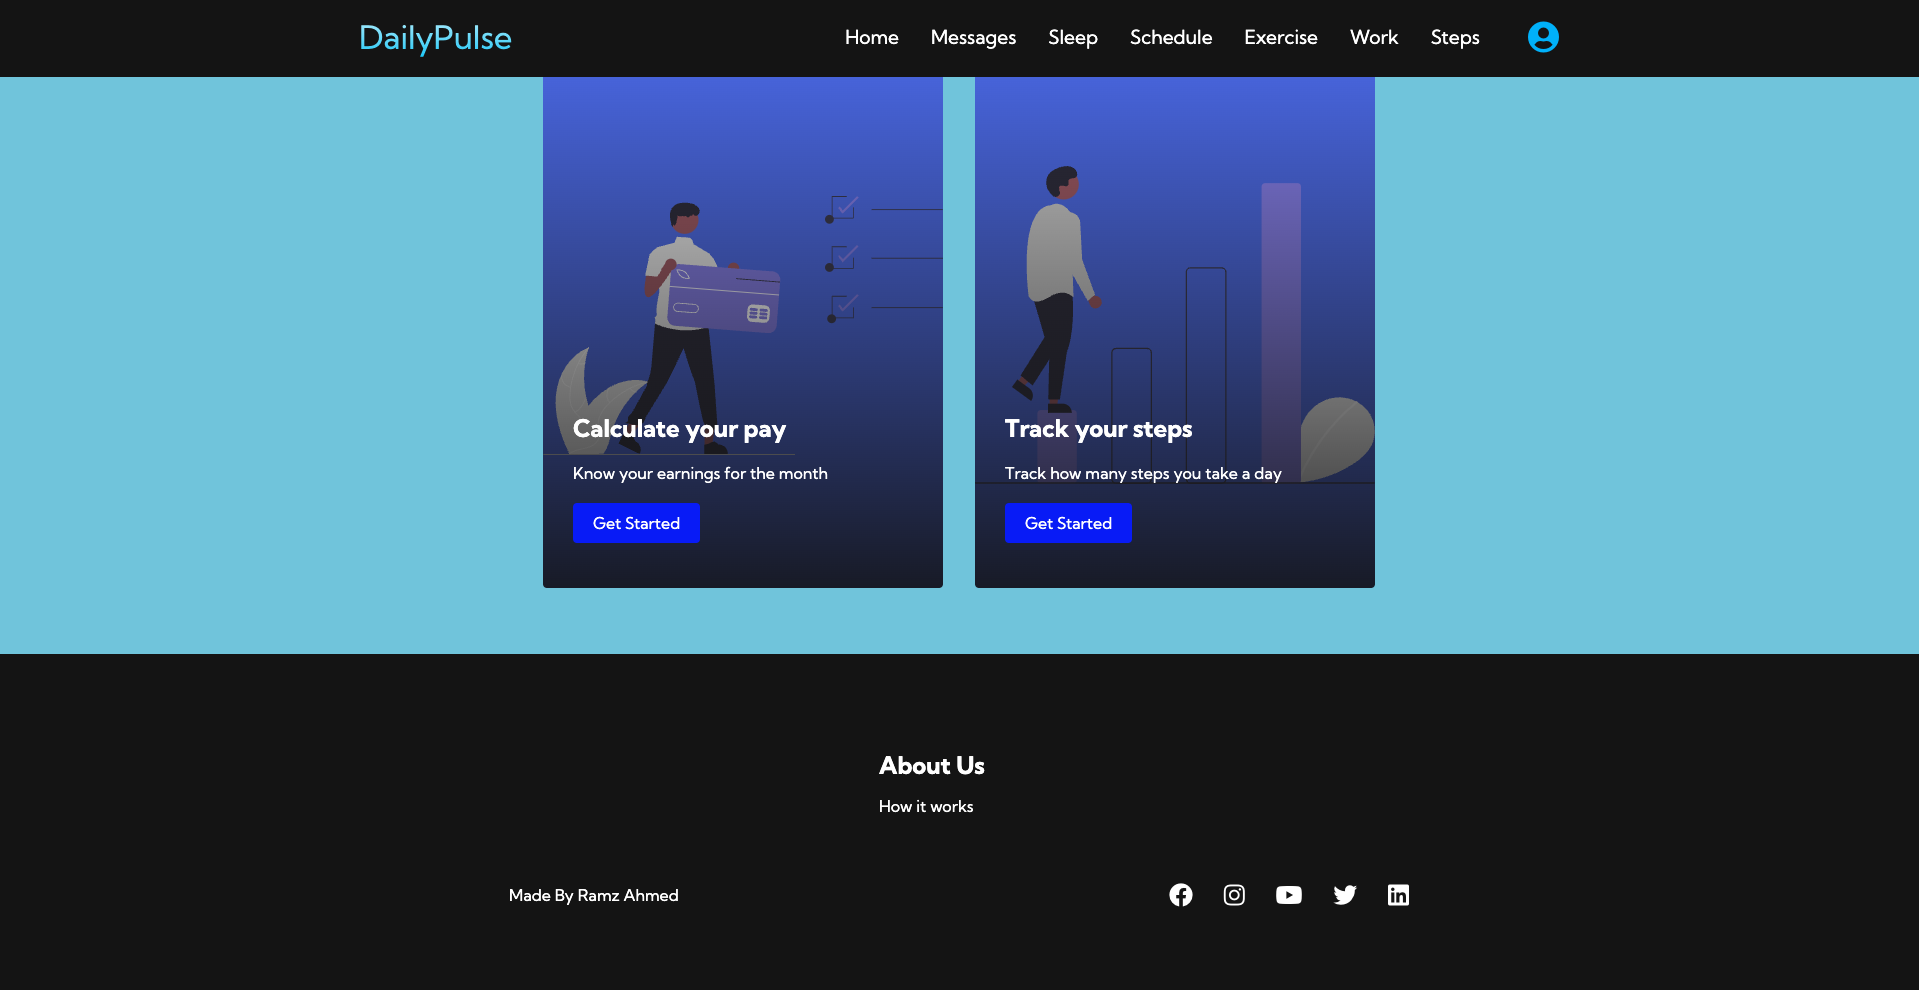 DailyPulse
Home Messages Sleep Schedule Exercise Work Steps
Calculate your pay
Know your earnings for the month
Get Started
Track your steps
Track how many steps you take a day
Get Started
About Us
How it works
Made By Ramz Ahmed